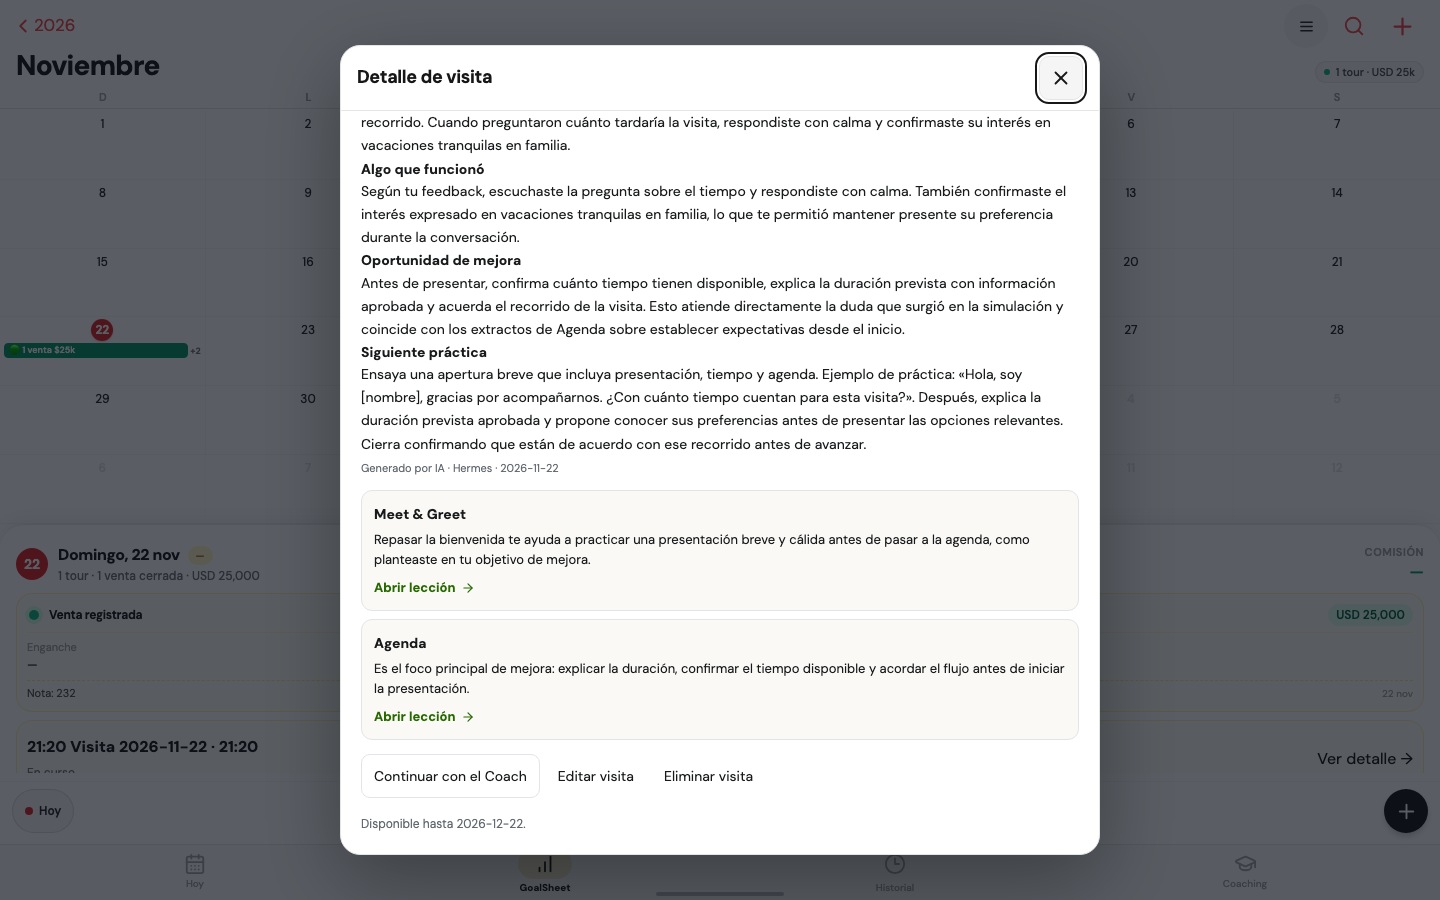 2026
Noviembre
1 tour · USD 25k
D L V S
1 2 6 7
8 9 13 14
15 16 20 21
22 23 27 28
1 venta $25k +2
29 30 4 5
6 7 11 12
Detalle de visita
recorrido. Cuando preguntaron cuánto tardaría la visita, respondiste con calma y confirmaste su interés en
vacaciones tranquilas en familia.
Algo que funcionó
Según tu feedback, escuchaste la pregunta sobre el tiempo y respondiste con calma. También confirmaste el
interés expresado en vacaciones tranquilas en familia, lo que te permitió mantener presente su preferencia
durante la conversación.
Oportunidad de mejora
Antes de presentar, confirma cuánto tiempo tienen disponible, explica la duración prevista con información
aprobada y acuerda el recorrido de la visita. Esto atiende directamente la duda que surgió en la simulación y
coincide con los extractos de Agenda sobre establecer expectativas desde el inicio.
Siguiente práctica
Ensaya una apertura breve que incluya presentación, tiempo y agenda. Ejemplo de práctica: «Hola, soy
[nombre], gracias por acompañarnos. ¿Con cuánto tiempo cuentan para esta visita?». Después, explica la
duración prevista aprobada y propone conocer sus preferencias antes de presentar las opciones relevantes.
Cierra confirmando que están de acuerdo con ese recorrido antes de avanzar.
Generado por IA · Hermes · 2026-11-22
Meet & Greet
Repasar la bienvenida te ayuda a practicar una presentación breve y cálida antes de pasar a la agenda, como
planteaste en tu objetivo de mejora.
Abrir lección →
Agenda
Es el foco principal de mejora: explicar la duración, confirmar el tiempo disponible y acordar el flujo antes de iniciar
la presentación.
Abrir lección →
Continuar con el Coach Editar visita Eliminar visita
Disponible hasta 2026-12-22.
22 Domingo, 22 nov —
1 tour · 1 venta cerrada · USD 25,000
COMISIÓN
—
Venta registrada USD 25,000
Enganche
—
Nota: 232 22 nov
21:20 Visita 2026-11-22 · 21:20
En curso
Ver detalle →
Hoy
Hoy GoalSheet Historial Coaching